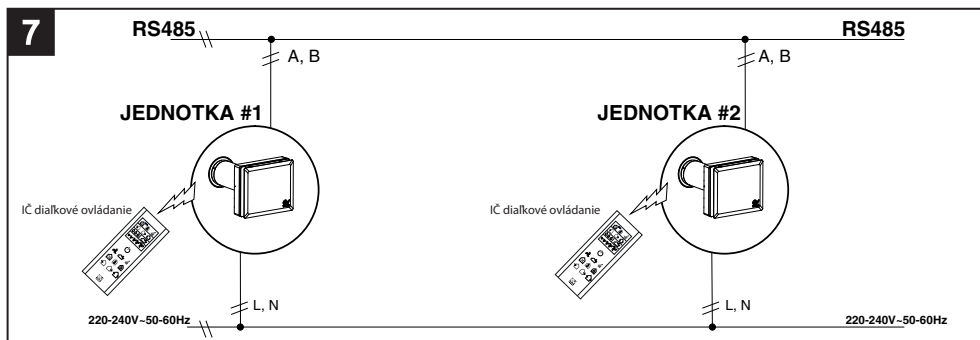 7
RS485
RS485
A, B
A, B
JEDNOTKA #1
JEDNOTKA #2
IČ diaľkové ovládanie
IČ diaľkové ovládanie
L, N
L, N
220-240V~50-60Hz
220-240V~50-60Hz